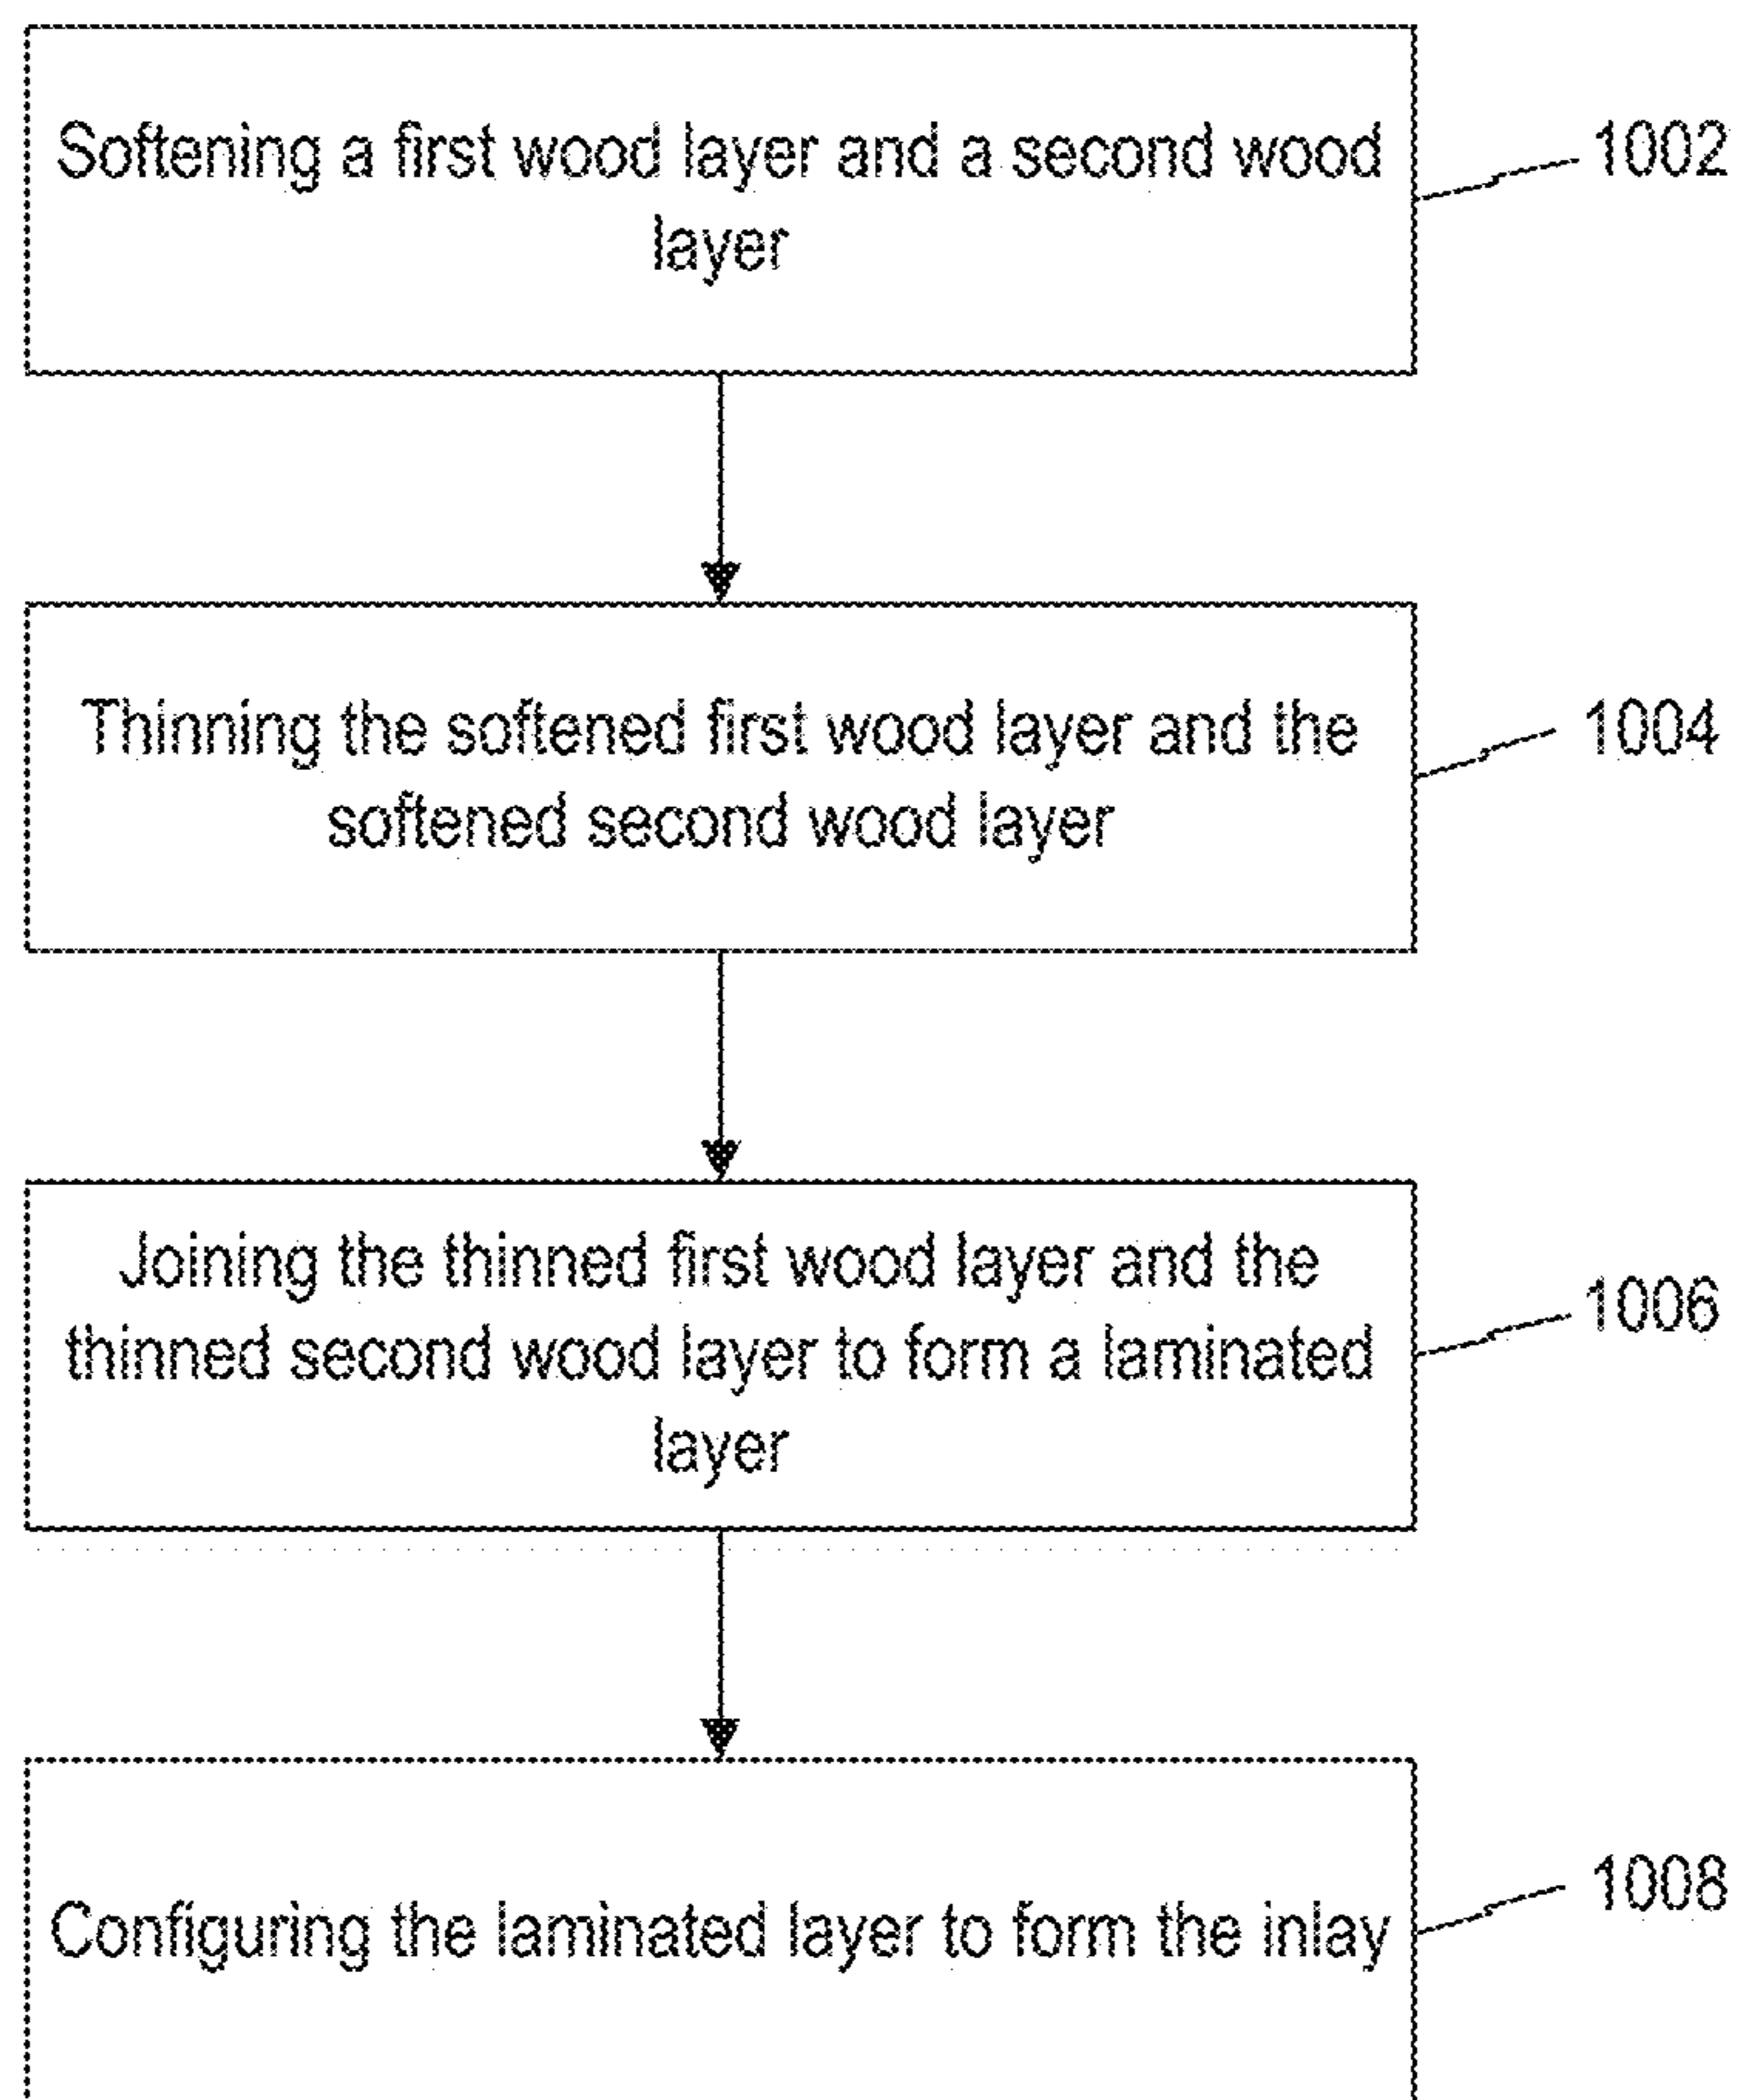 Softening a first wood layer and a second wood
layer
1002
Thinning the softened first wood layer and the
softened second wood layer
1004
Joining the thinned first wood layer and the
thinned second wood layer to form a laminated
layer
1006
Configuring the laminated layer to form the inlay
1008